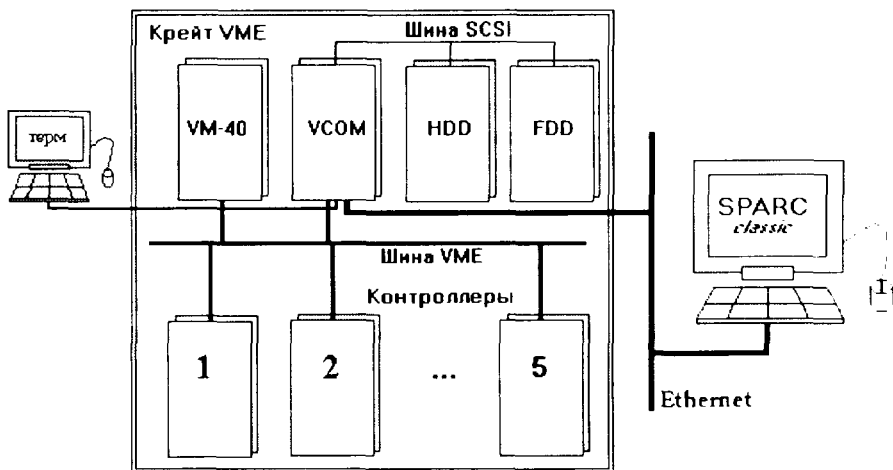 Крейт VME
Шина SCSI
VM-40
VCOM
HDD
FDD
терм
SPARC
classic
Шина VME
Контроллеры
1
2
...
5
Ethernet